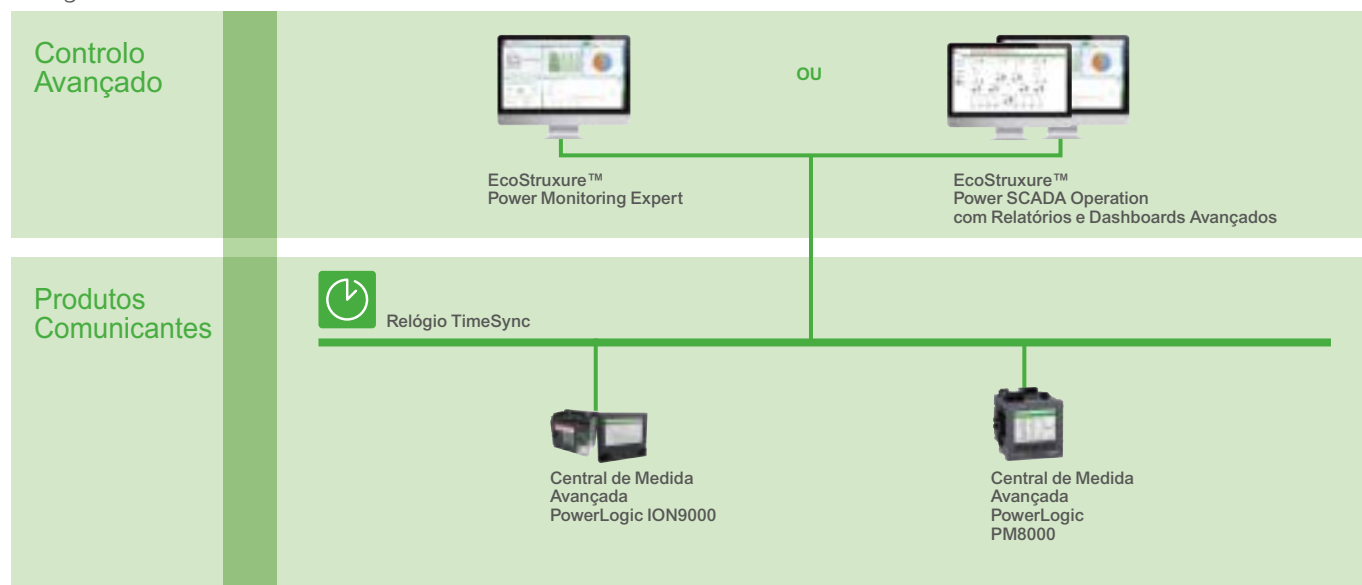 Controlo
Avançado
OU
EcoStruxure™
Power Monitoring Expert
EcoStruxure™
Power SCADA Operation
com Relatórios e Dashboards Avançados
Produtos
Comunicantes
Relógio TimeSync
Central de Medida
Avançada
PowerLogic ION9000
Central de Medida
Avançada
PowerLogic
PM8000